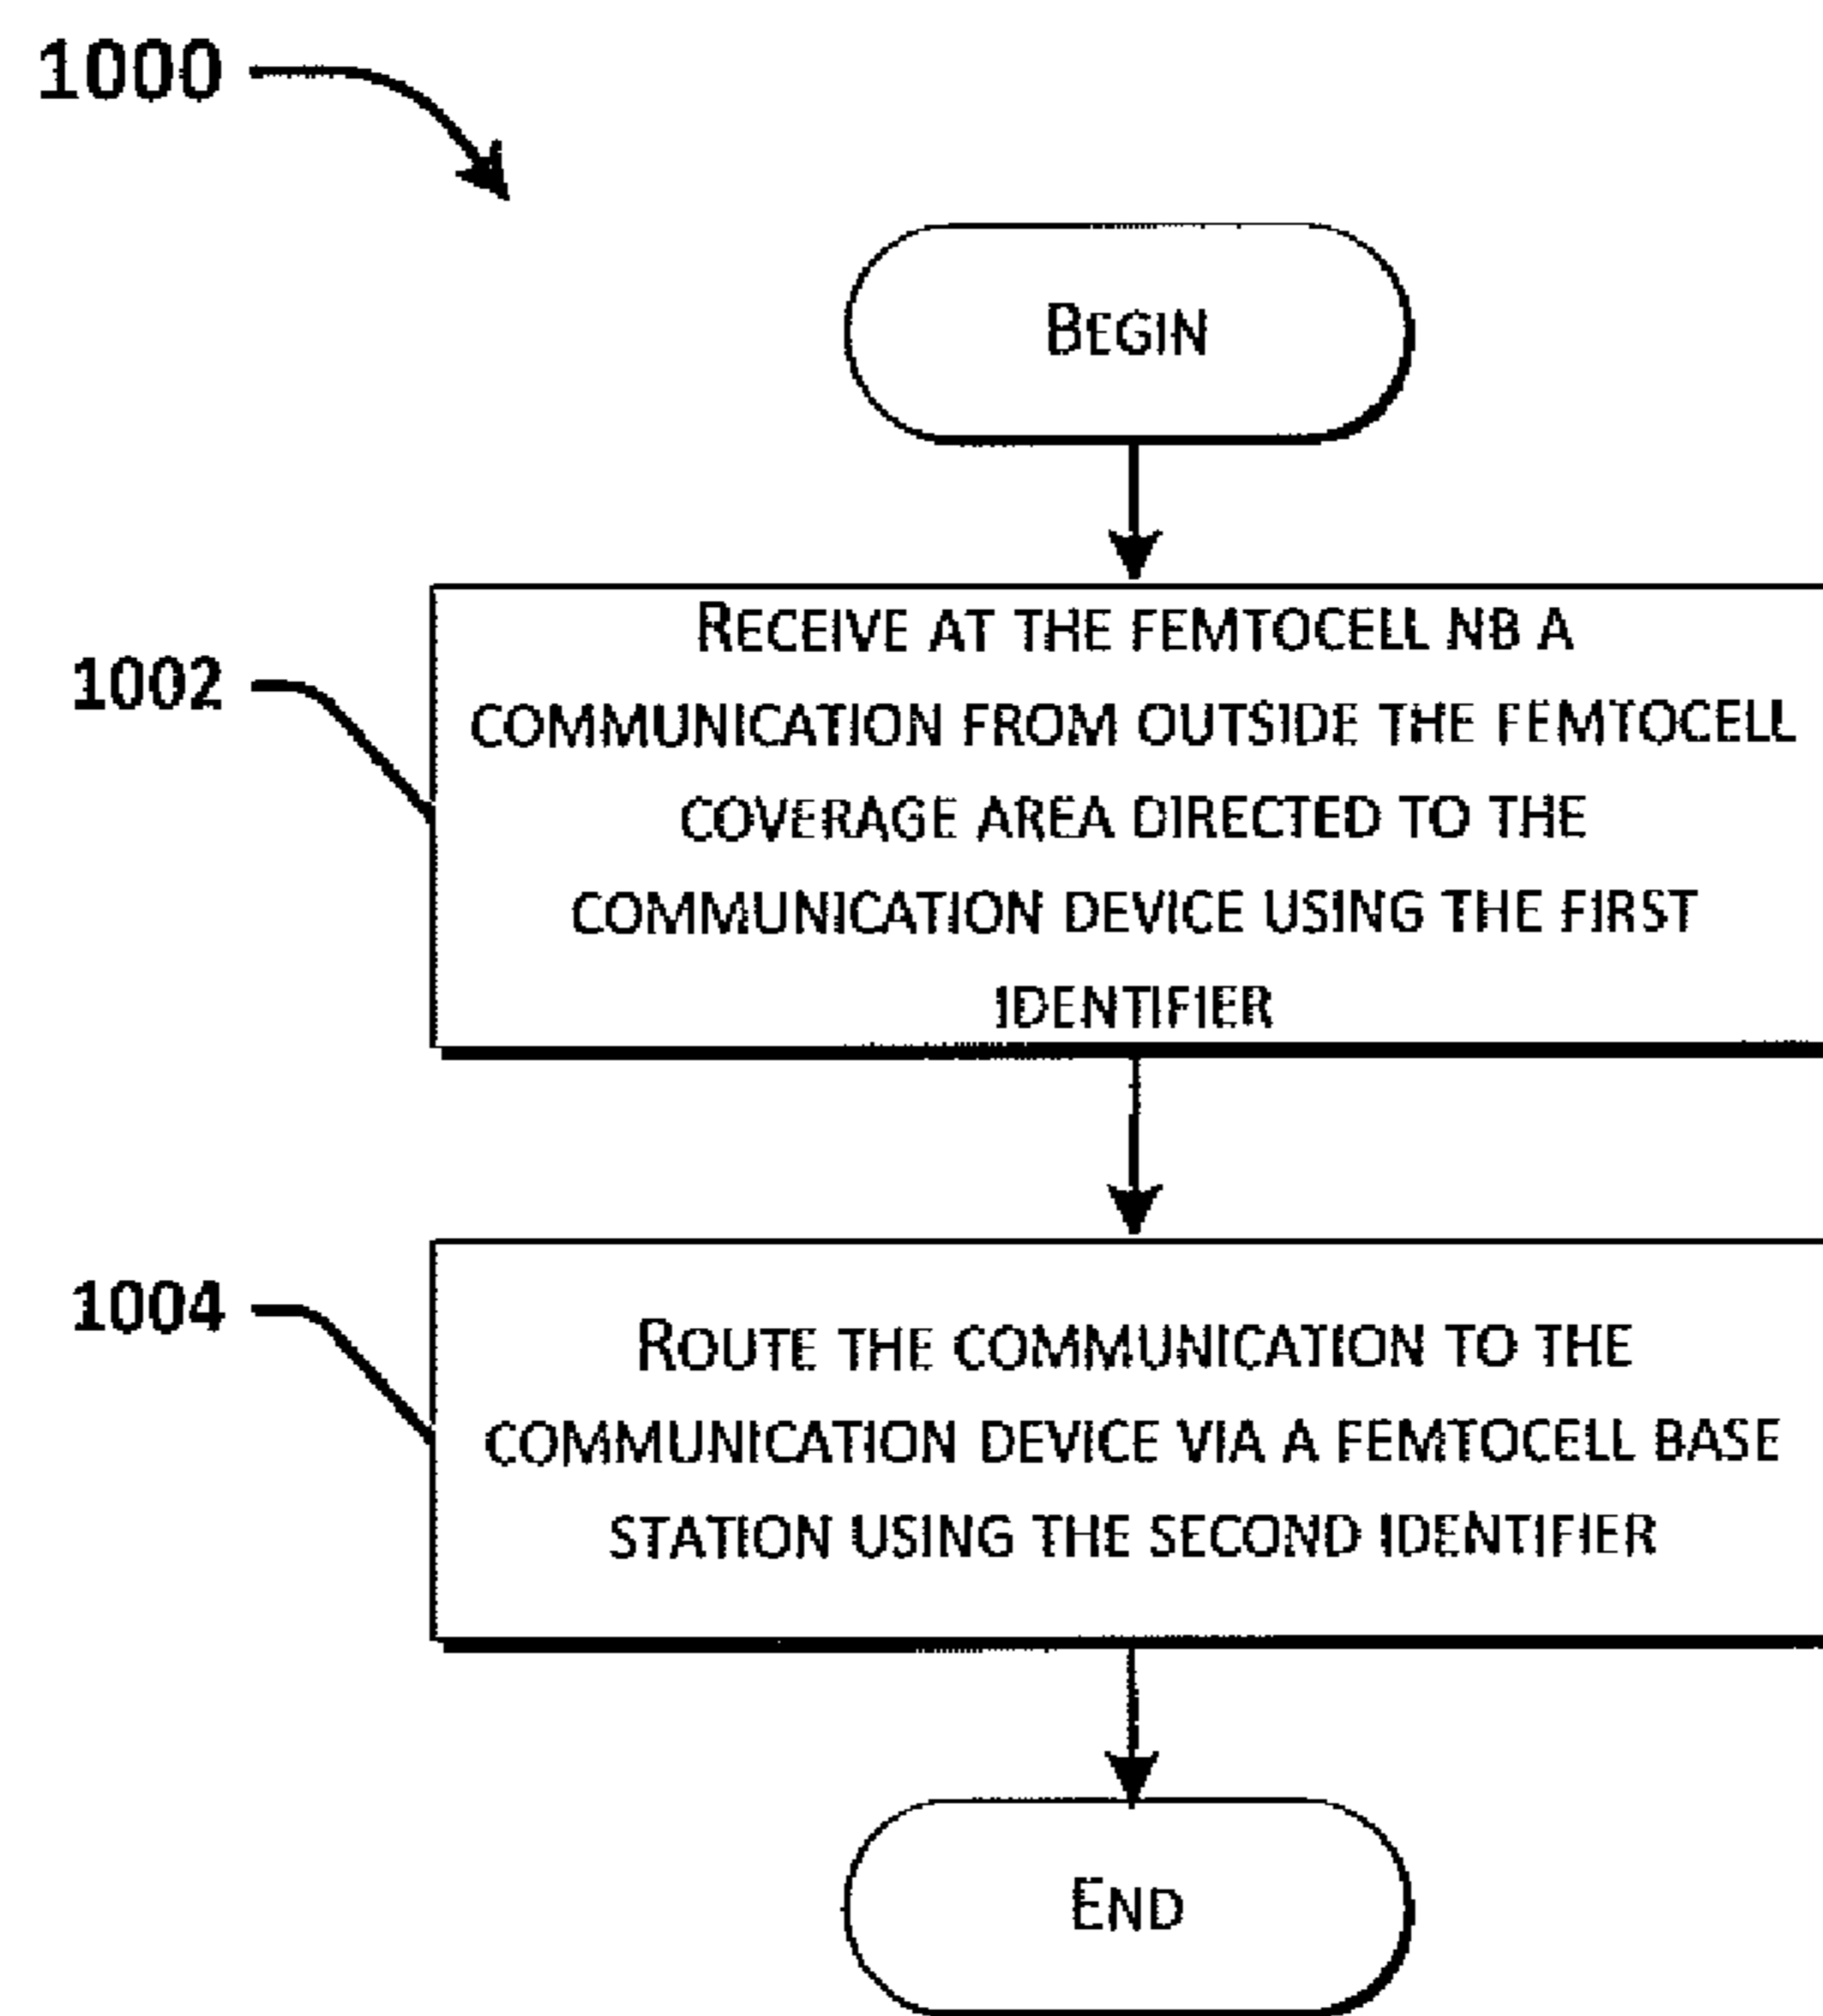 1000
BEGIN
1002
RECEIVE AT THE FEMTOCELL NB A
COMMUNICATION FROM OUTSIDE THE FEMTOCELL
COVERAGE AREA DIRECTED TO THE
COMMUNICATION DEVICE USING THE FIRST
IDENTIFIER
1004
ROUTE THE COMMUNICATION TO THE
COMMUNICATION DEVICE VIA A FEMTOCELL BASE
STATION USING THE SECOND IDENTIFIER
END